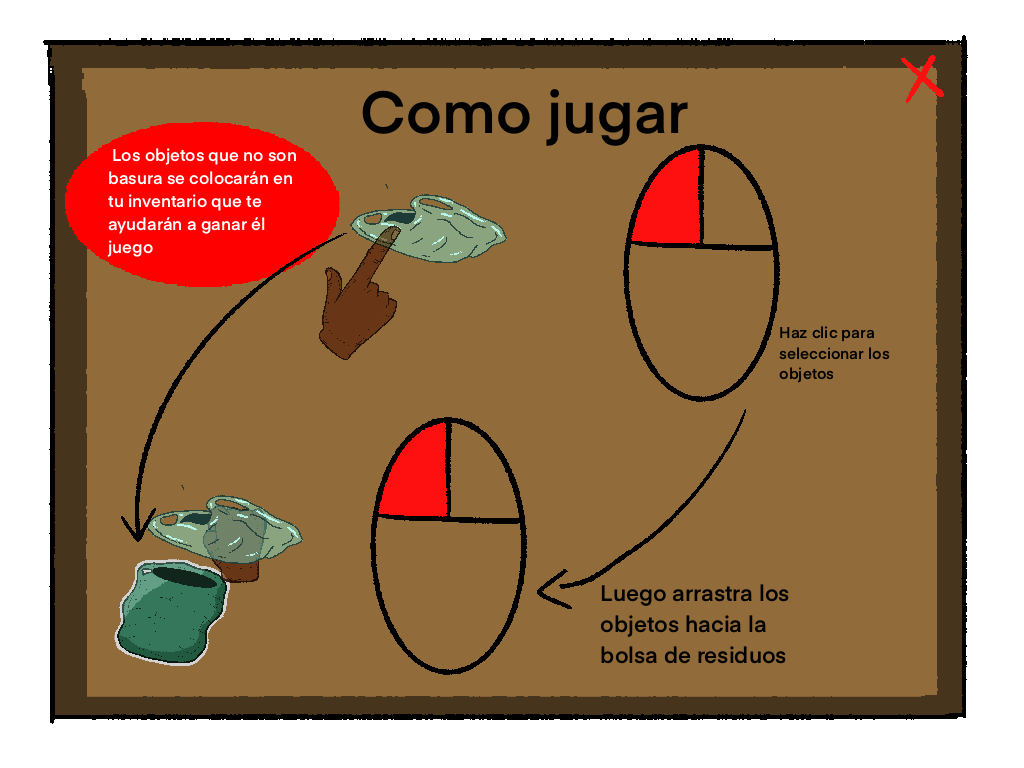 Como jugar
Los objetos que no son
basura se colocarán en
tu inventario que te
ayudarán a ganar él
juego
Haz clic para
seleccionar los
objetos
Luego arrastra los
objetos hacia la
bolsa de residuos